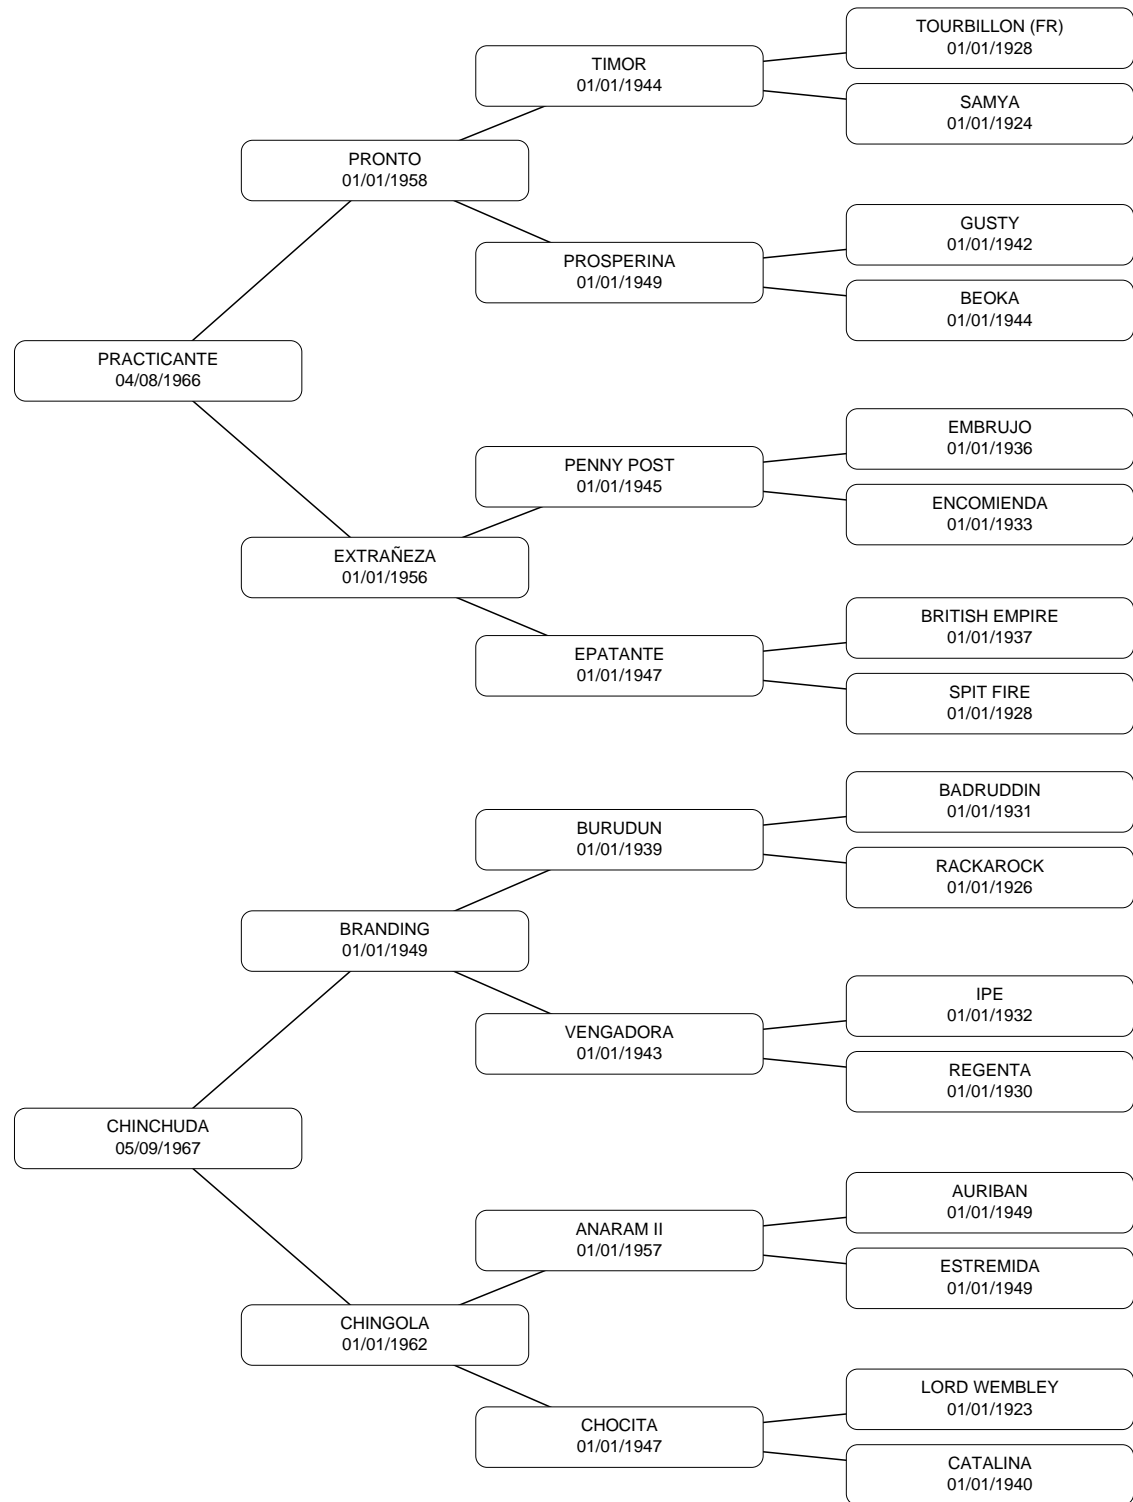 TOURBILLON (FR)
01/01/1928
TIMOR
01/01/1944
SAMYA
01/01/1924
PRONTO
01/01/1958
GUSTY
01/01/1942
PROSPERINA
01/01/1949
BEOKA
01/01/1944
PRACTICANTE
04/08/1966
EMBRUJO
01/01/1936
PENNY POST
01/01/1945
ENCOMIENDA
01/01/1933
EXTRAÑEZA
01/01/1956
BRITISH EMPIRE
01/01/1937
EPATANTE
01/01/1947
SPIT FIRE
01/01/1928
BADRUDDIN
01/01/1931
BURUDUN
01/01/1939
RACKAROCK
01/01/1926
BRANDING
01/01/1949
IPE
01/01/1932
VENGADORA
01/01/1943
REGENTA
01/01/1930
CHINCHUDA
05/09/1967
AURIBAN
01/01/1949
ANARAM II
01/01/1957
ESTREMIDA
01/01/1949
CHINGOLA
01/01/1962
LORD WEMBLEY
01/01/1923
CHOCITA
01/01/1947
CATALINA
01/01/1940